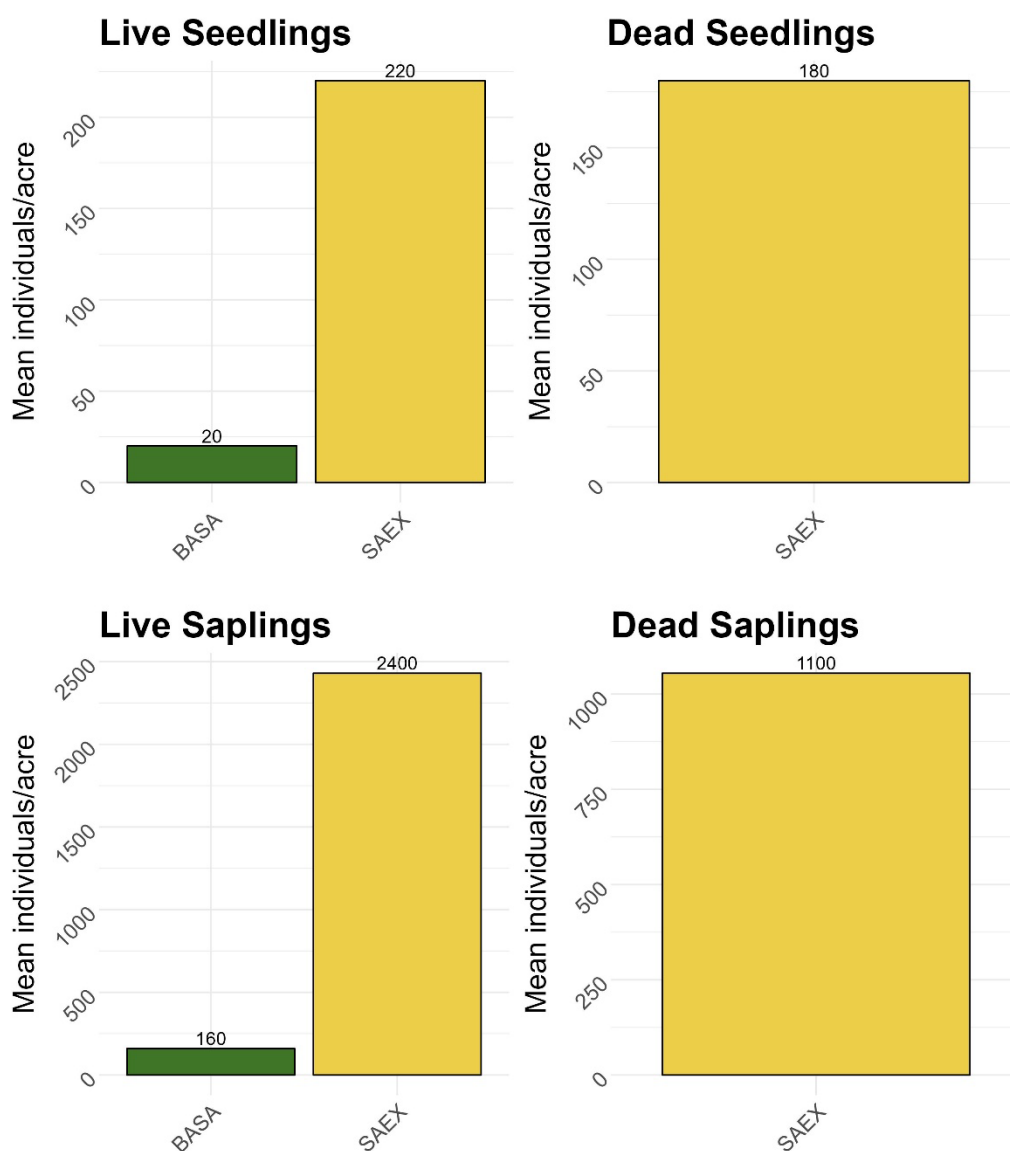 Live Seedlings
Mean individuals/acre
200
150
100
50
0
20
220
BASA
SAEX
Dead Seedlings
Mean individuals/acre
150
100
50
0
180
SAEX
Live Saplings
Mean individuals/acre
2500
2000
1500
1000
500
0
160
2400
BASA
SAEX
Dead Saplings
Mean individuals/acre
1000
750
500
250
0
1100
SAEX